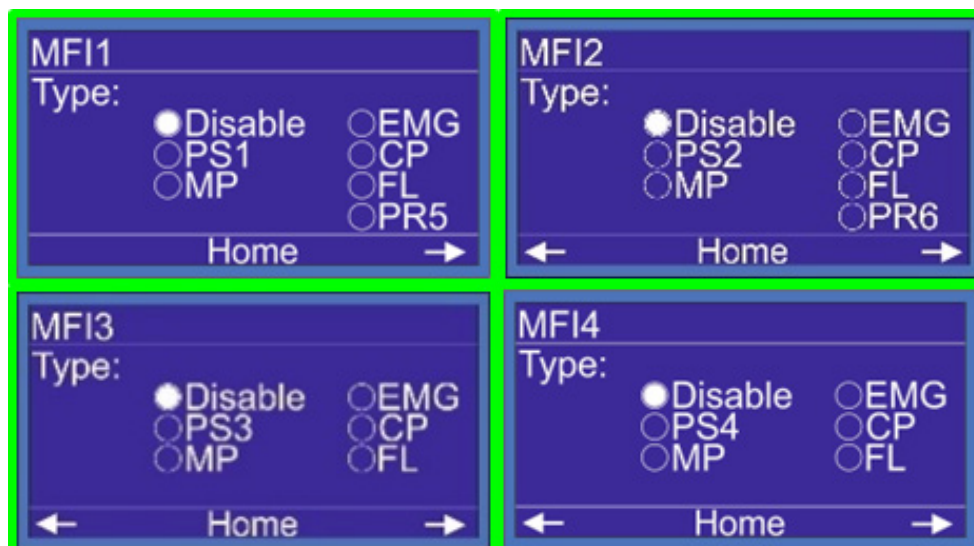 MFI1
Type:
Disable EMG
PS1 CP
MP FL
PR5
Home
MFI2
Type:
Disable EMG
PS2 CP
MP FL
PR6
Home
MFI3
Type:
Disable EMG
PS3 CP
MP FL
Home
MFI4
Type:
Disable EMG
PS4 CP
MP FL
Home